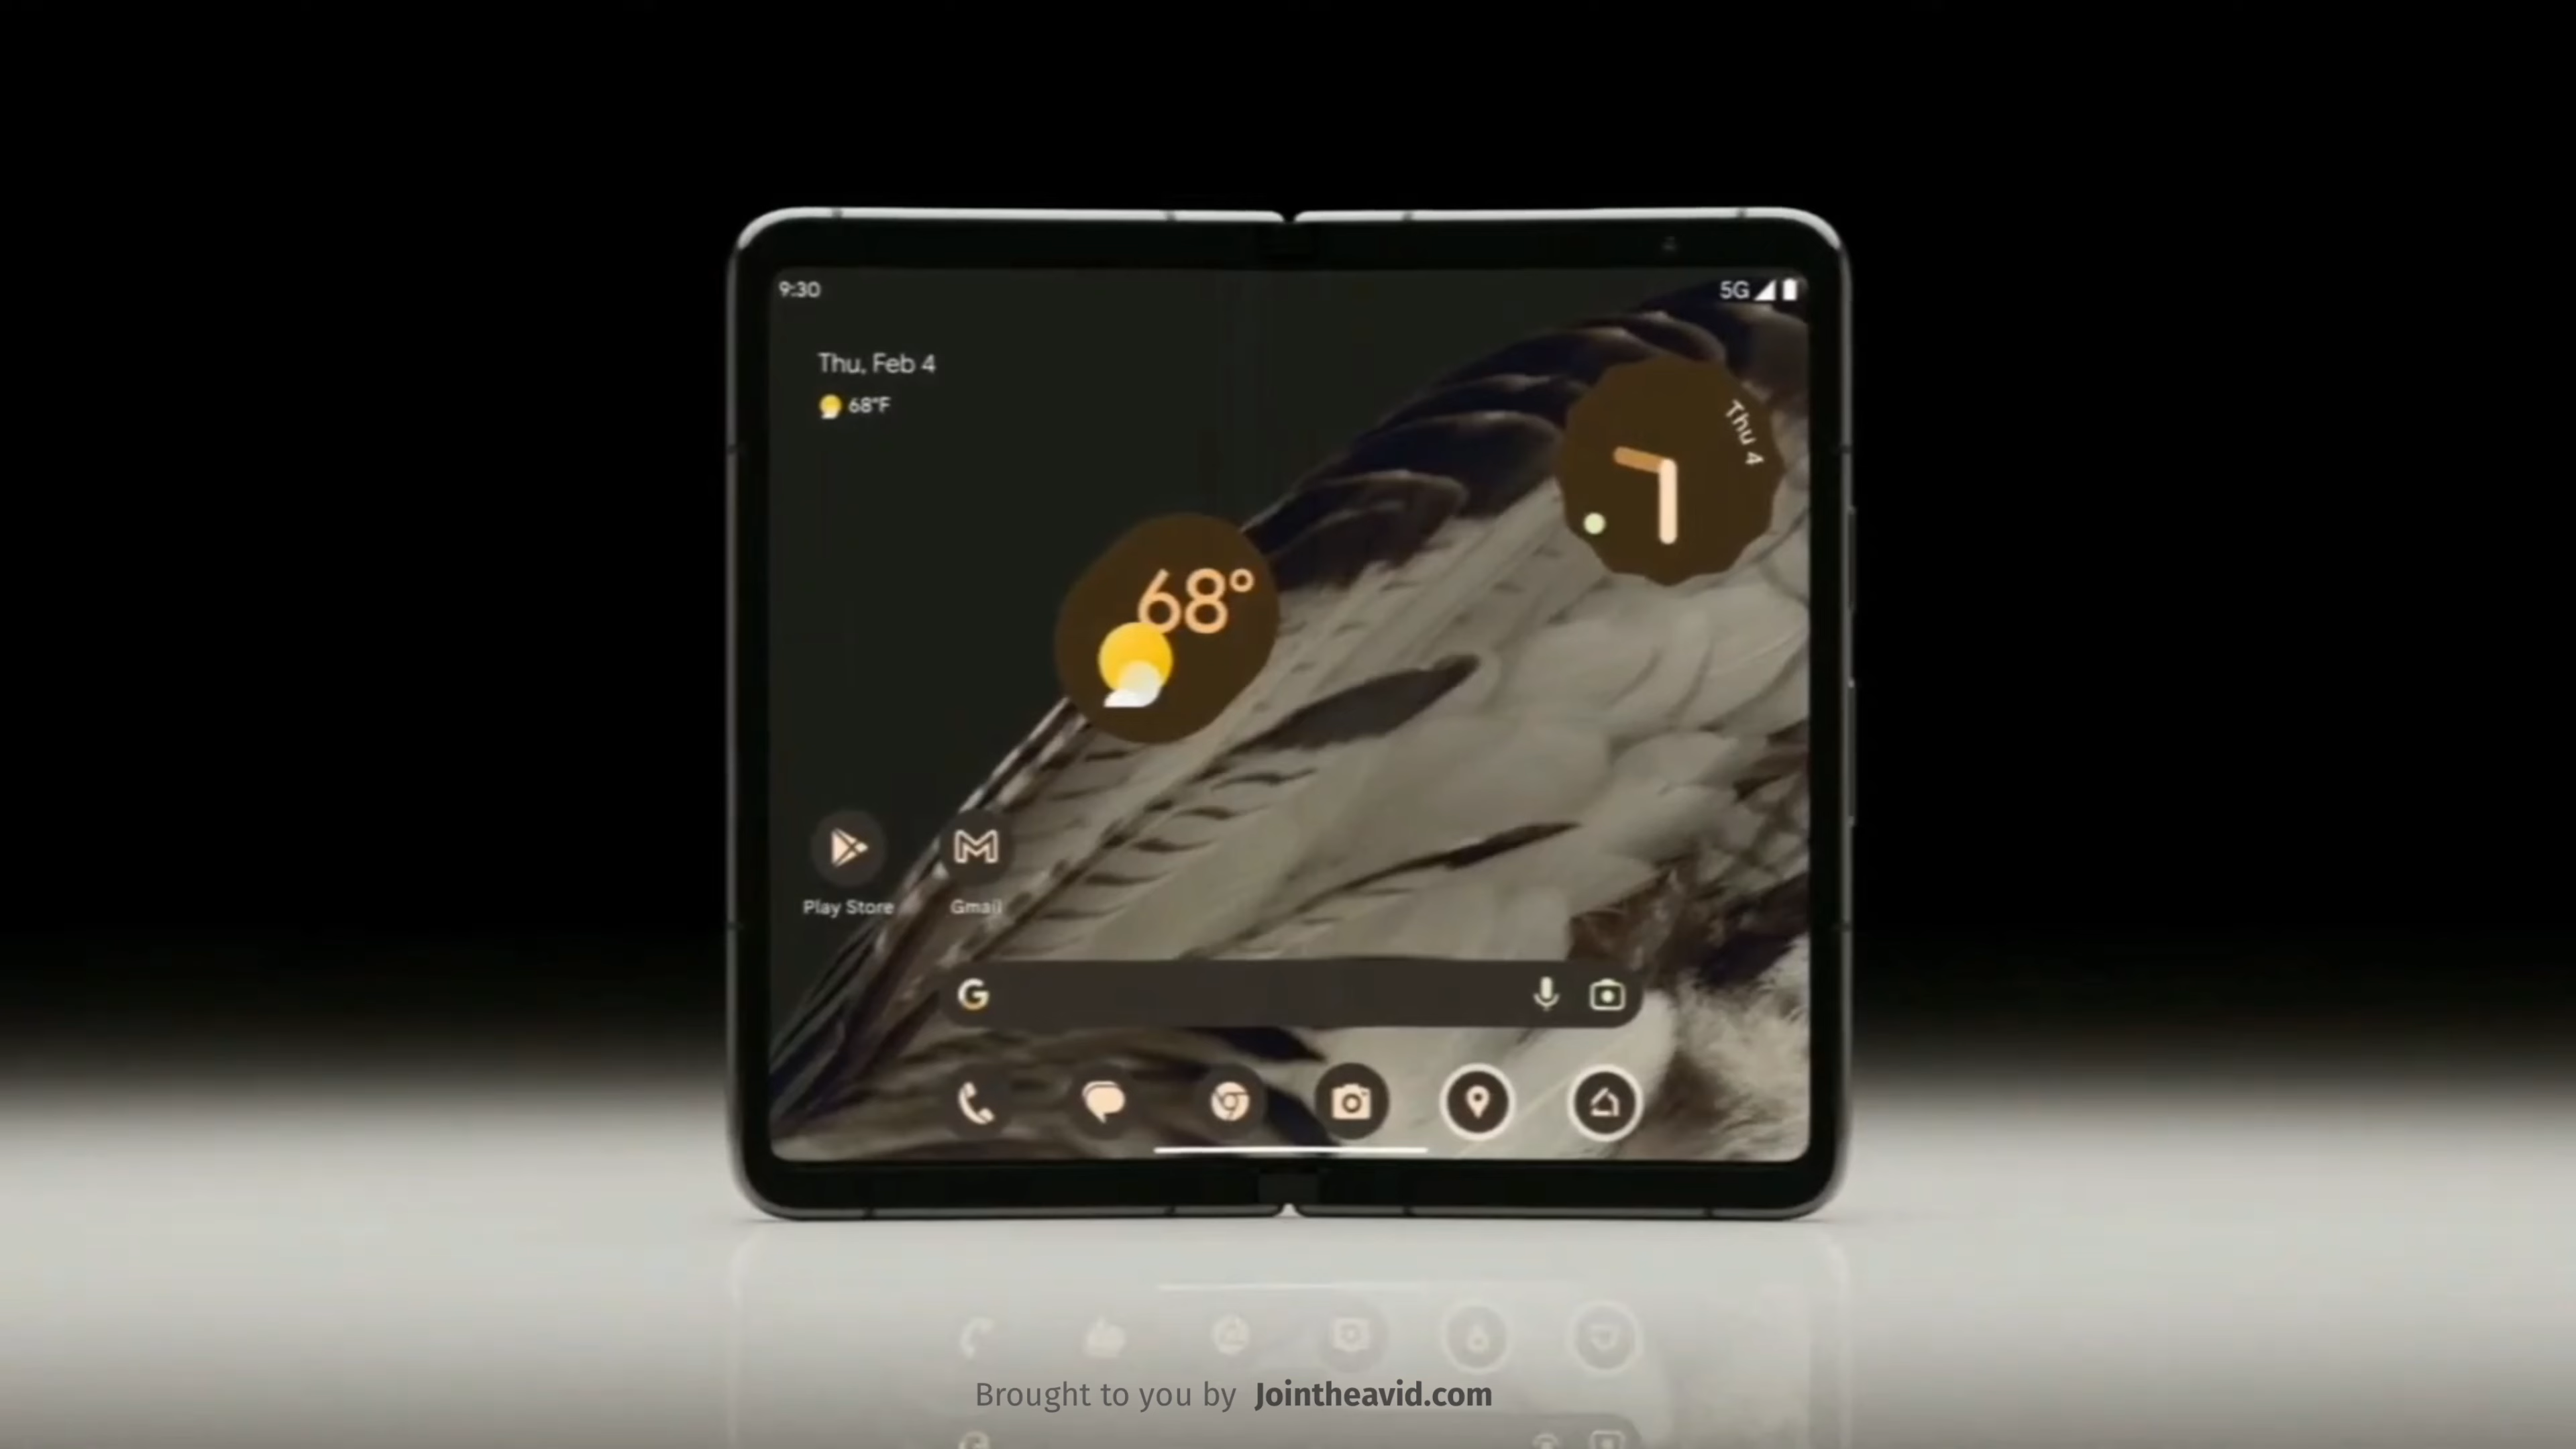 9:30
5G
Thu, Feb 4
68°F
Thu 4
68°
Play Store
Gmail
G
Brought to you by Jointheavid.com